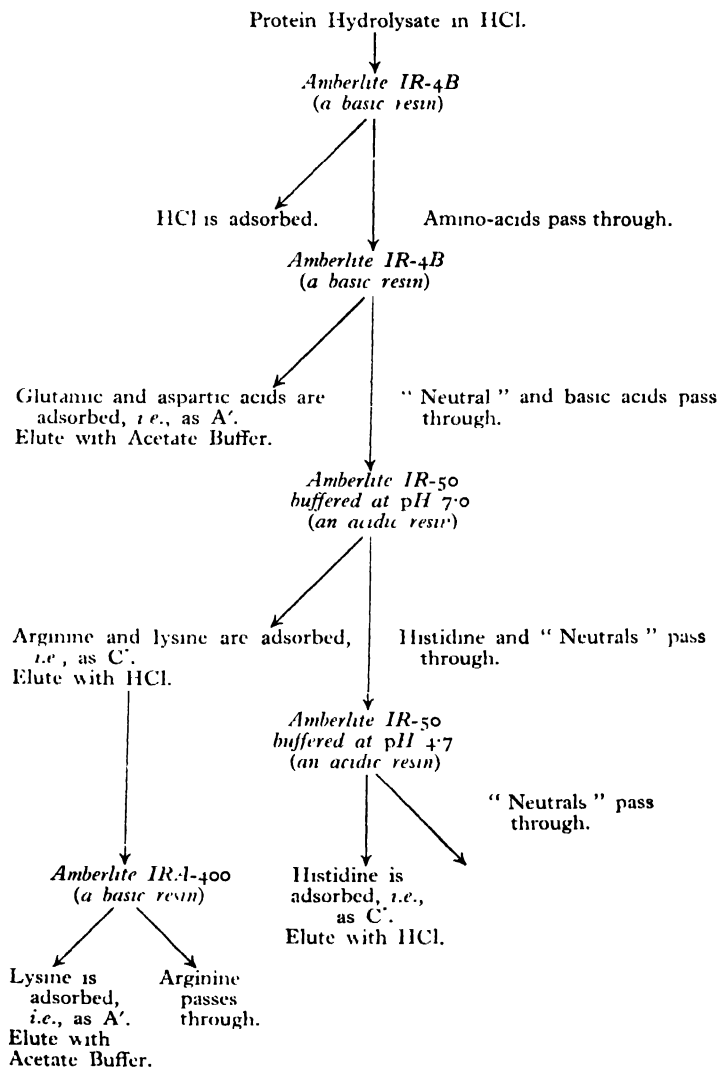 Protein Hydrolysate in HCl.
Amberlite IR-4B
(a basic resin)
HCl is adsorbed.
Amino-acids pass through.
Amberlite IR-4B
(a basic resin)
Glutamic and aspartic acids are
adsorbed, i e., as A′.
Elute with Acetate Buffer.
“ Neutral ” and basic acids pass
through.
Amberlite IR-50
buffered at pH 7·0
(an acidic resin)
Arginine and lysine are adsorbed,
i.e , as C˙.
Elute with HCl.
Histidine and “ Neutrals ” pass
through.
Amberlite IR-50
buffered at pH 4·7
(an acidic resin)
“ Neutrals ” pass
through.
Amberlite IRA-400
(a basic resin)
Histidine is
adsorbed, i.e.,
as C˙.
Elute with HCl.
Lysine is
adsorbed,
i.e., as A′.
Elute with
Acetate Buffer.
Arginine
passes
through.